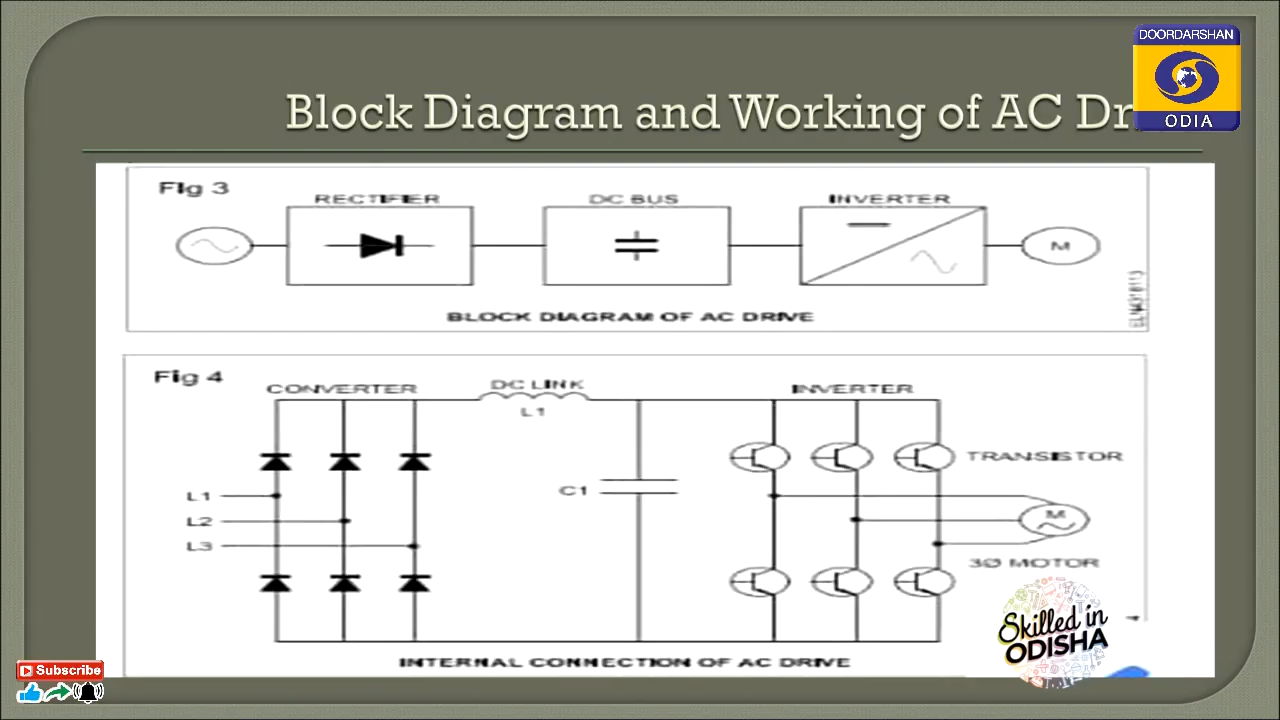 DOORDARSHAN
ODIA
Block Diagram and Working of AC Dr
Fig 3
RECTIFIER
DC BUS
INVERTER
M
BLOCK DIAGRAM OF AC DRIVE
Fig 4
CONVERTER
DC LINK
INVERTER
L1
TRANSISTOR
C1
L1
L2
L3
M
3Ø MOTOR
Skilled in
ODISHA
INTERNAL CONNECTION OF AC DRIVE
Subscribe